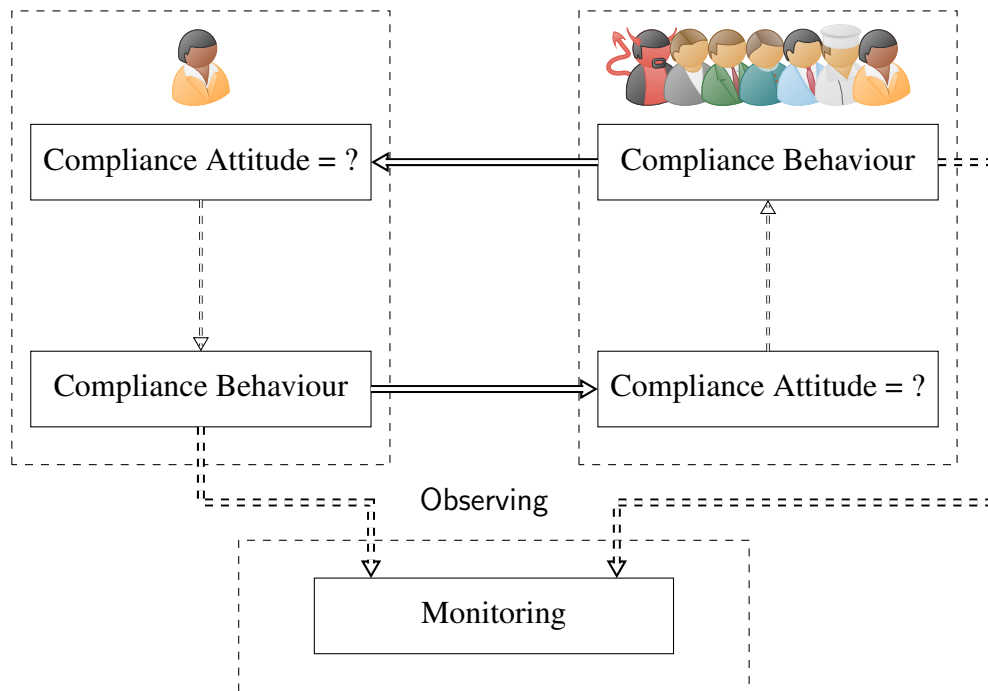 Compliance Attitude = ?
Compliance Behaviour
Compliance Behaviour
Compliance Attitude = ?
Observing
Monitoring